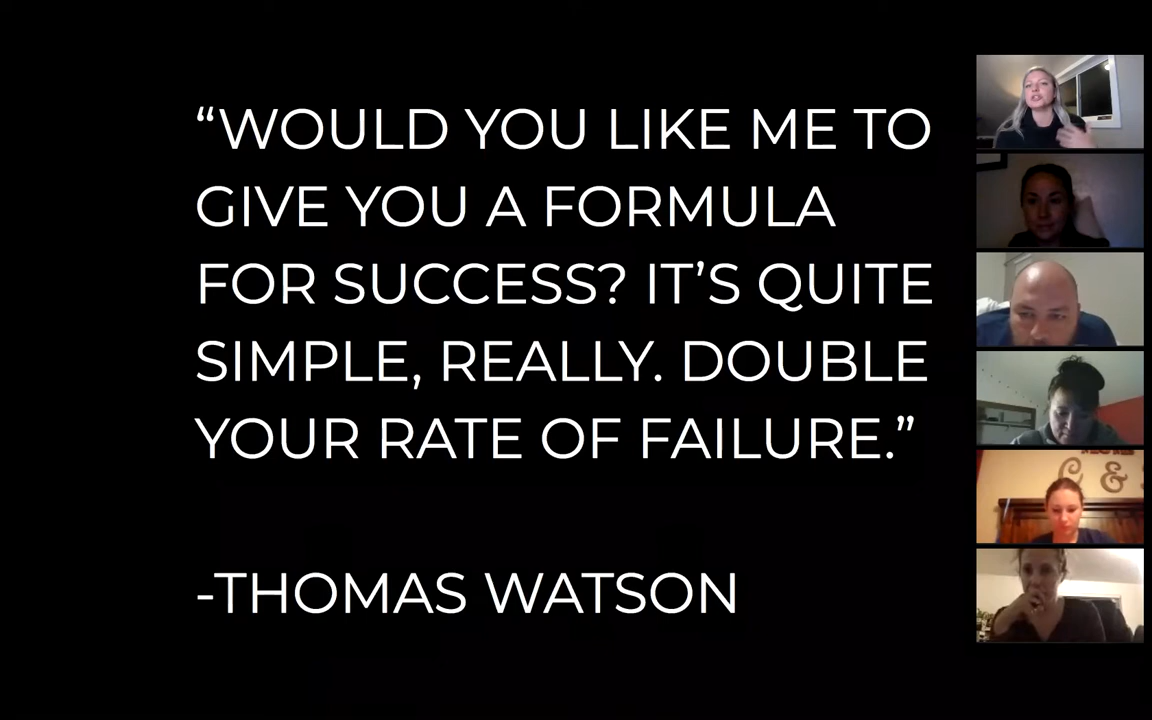 “WOULD YOU LIKE ME TO
GIVE YOU A FORMULA
FOR SUCCESS? IT’S QUITE
SIMPLE, REALLY. DOUBLE
YOUR RATE OF FAILURE.”
-THOMAS WATSON
C &